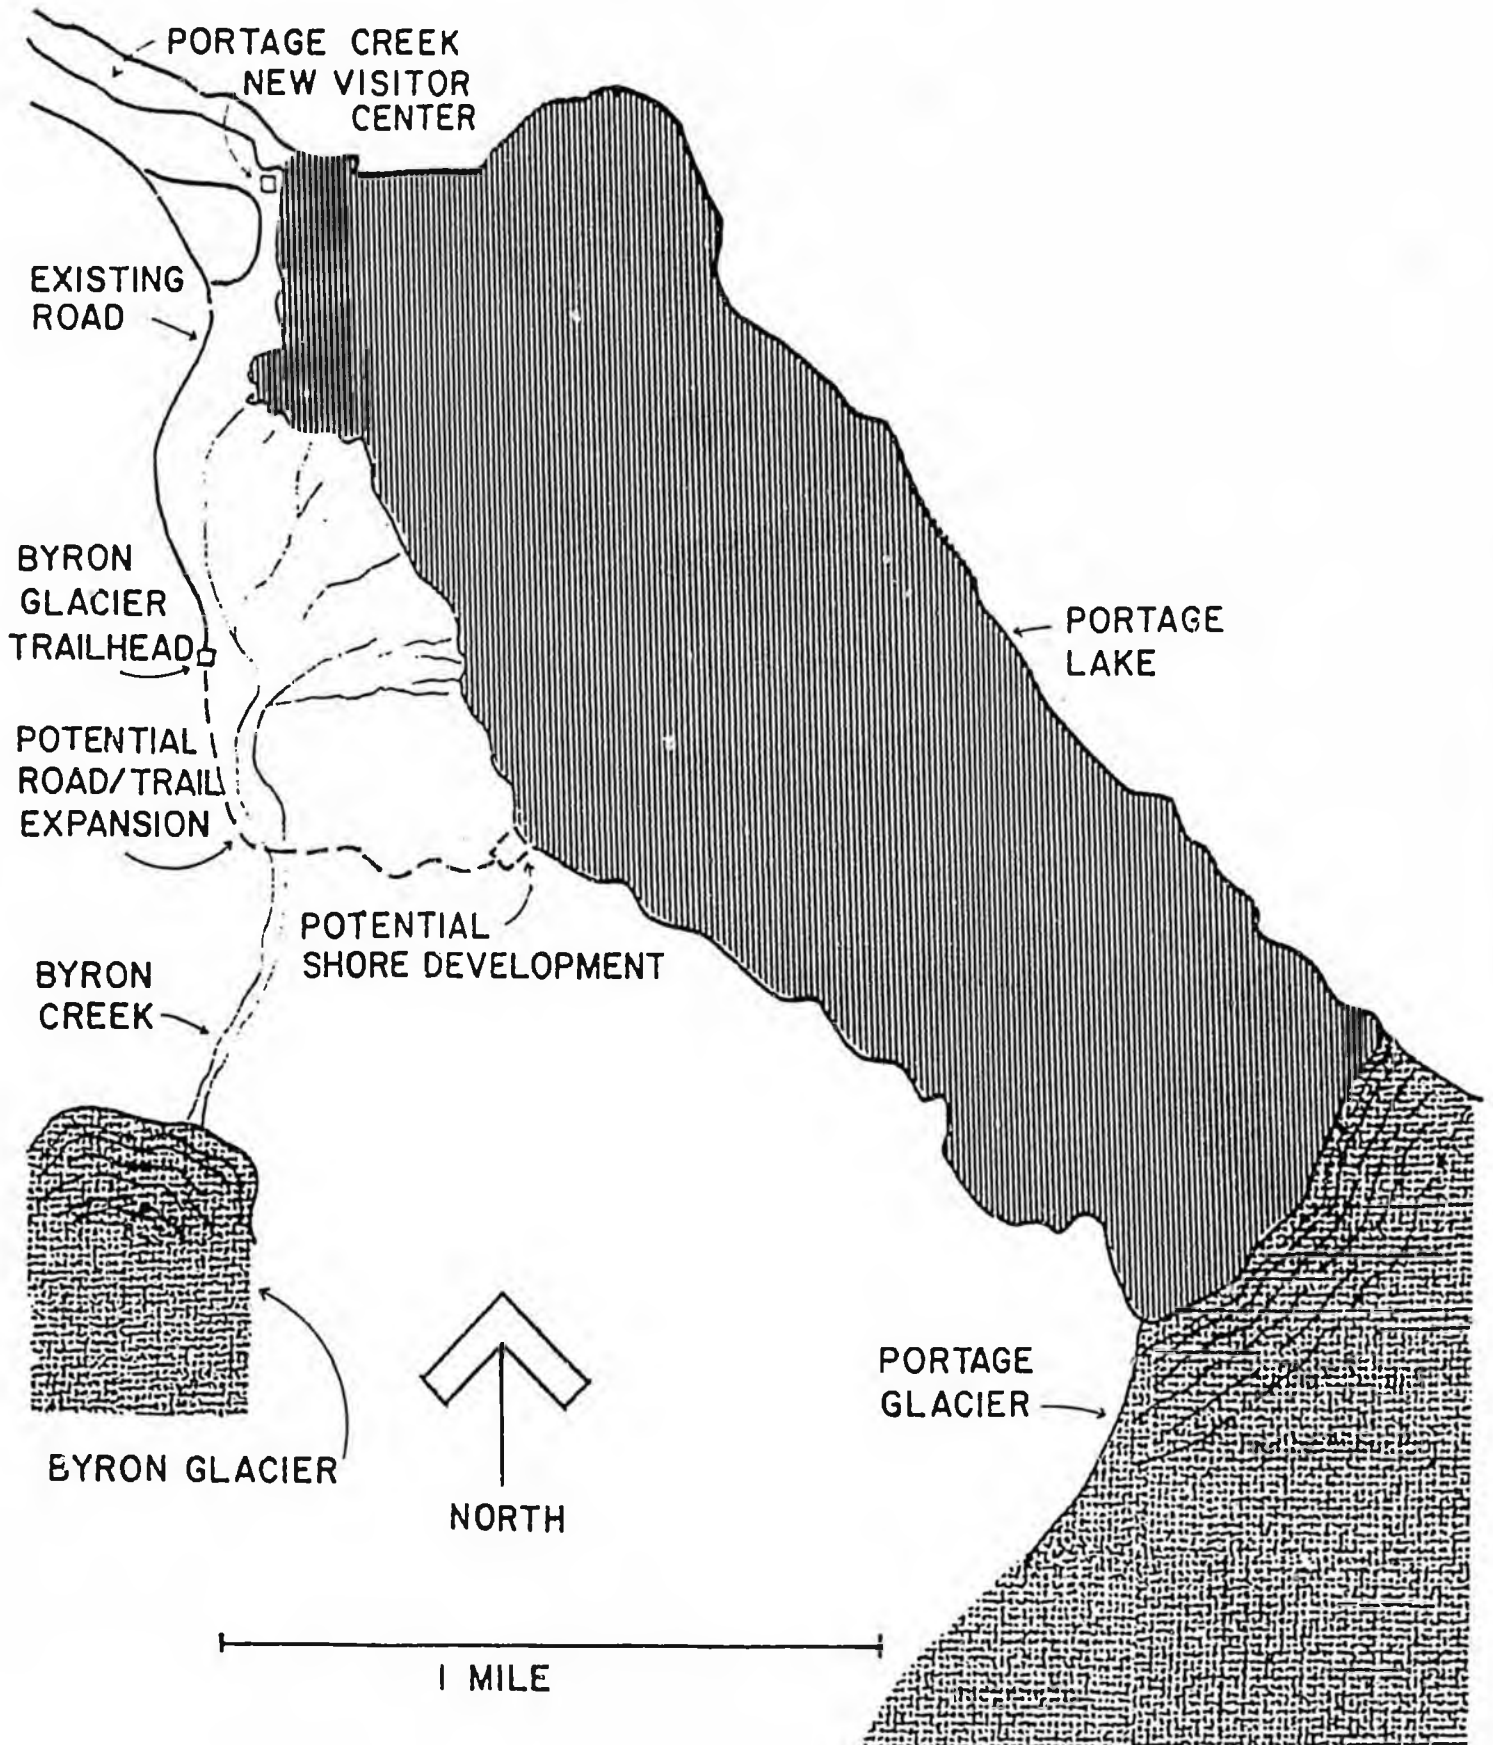 PORTAGE CREEK
NEW VISITOR
CENTER
EXISTING
ROAD
BYRON
GLACIER
TRAILHEAD
PORTAGE
LAKE
POTENTIAL
ROAD/TRAIL
EXPANSION
POTENTIAL
SHORE DEVELOPMENT
BYRON
CREEK
PORTAGE
GLACIER
BYRON GLACIER
NORTH
1 MILE